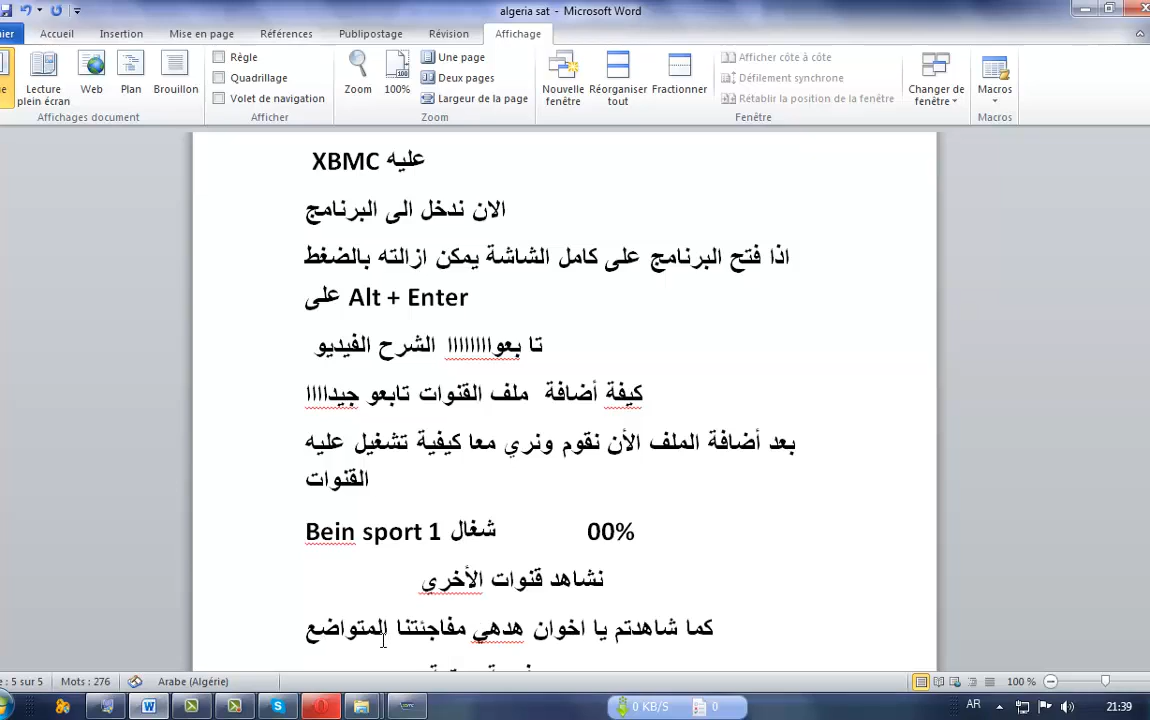 algeria sat - Microsoft Word
Accueil Insertion Mise en page Références Publipostage Révision Affichage
Règle Une page Afficher côte à côte
Quadrillage Deux pages Défilement synchrone
Volet de navigation Largeur de la page Rétablir la position de la fenêtre
Lecture plein écran Web Plan Brouillon Zoom 100% Nouvelle fenêtre Réorganiser tout Fractionner Changer de fenêtre Macros
Affichages document Afficher Zoom Fenêtre Macros
عليه XBMC
الان ندخل الى البرنامج
اذا فتح البرنامج على كامل الشاشة يمكن ازالته بالضغط
على Alt + Enter
تا بعواااااااا الشرح الفيديو
كيفة أضافة ملف القنوات تابعو جيداااا
بعد أضافة الملف الأن نقوم ونري معا كيفية تشغيل عليه
القنوات
Bein sport 1 شغال 00%
نشاهد قنوات الأخري
كما شاهدتم يا اخوان هدهي مفاجئتنا المتواضع
: 5 sur 5 Mots : 276 Arabe (Algérie) 100 %
0 KB/s 0 AR 21:39